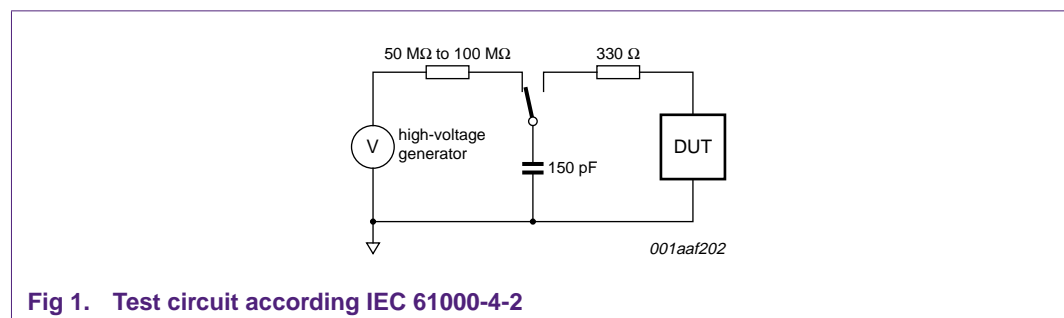 50 MΩ to 100 MΩ
330 Ω
V
high-voltage
generator
150 pF
DUT
001aaf202
Fig 1. Test circuit according IEC 61000-4-2